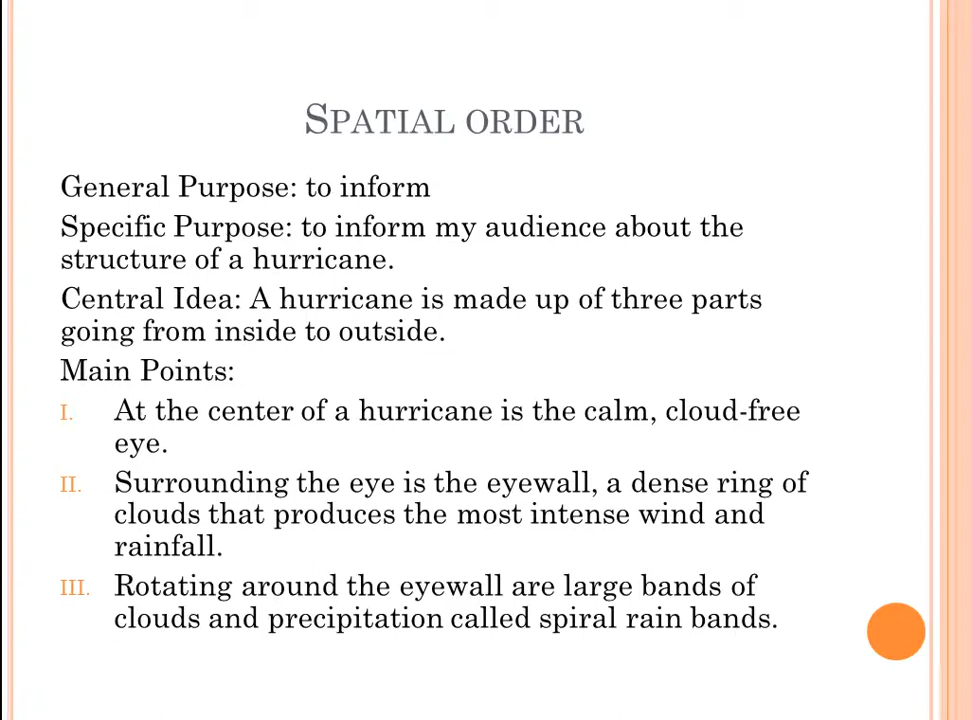 SPATIAL ORDER
General Purpose: to inform
Specific Purpose: to inform my audience about the
structure of a hurricane.
Central Idea: A hurricane is made up of three parts
going from inside to outside.
Main Points:
I. At the center of a hurricane is the calm, cloud-free
eye.
II. Surrounding the eye is the eyewall, a dense ring of
clouds that produces the most intense wind and
rainfall.
III. Rotating around the eyewall are large bands of
clouds and precipitation called spiral rain bands.